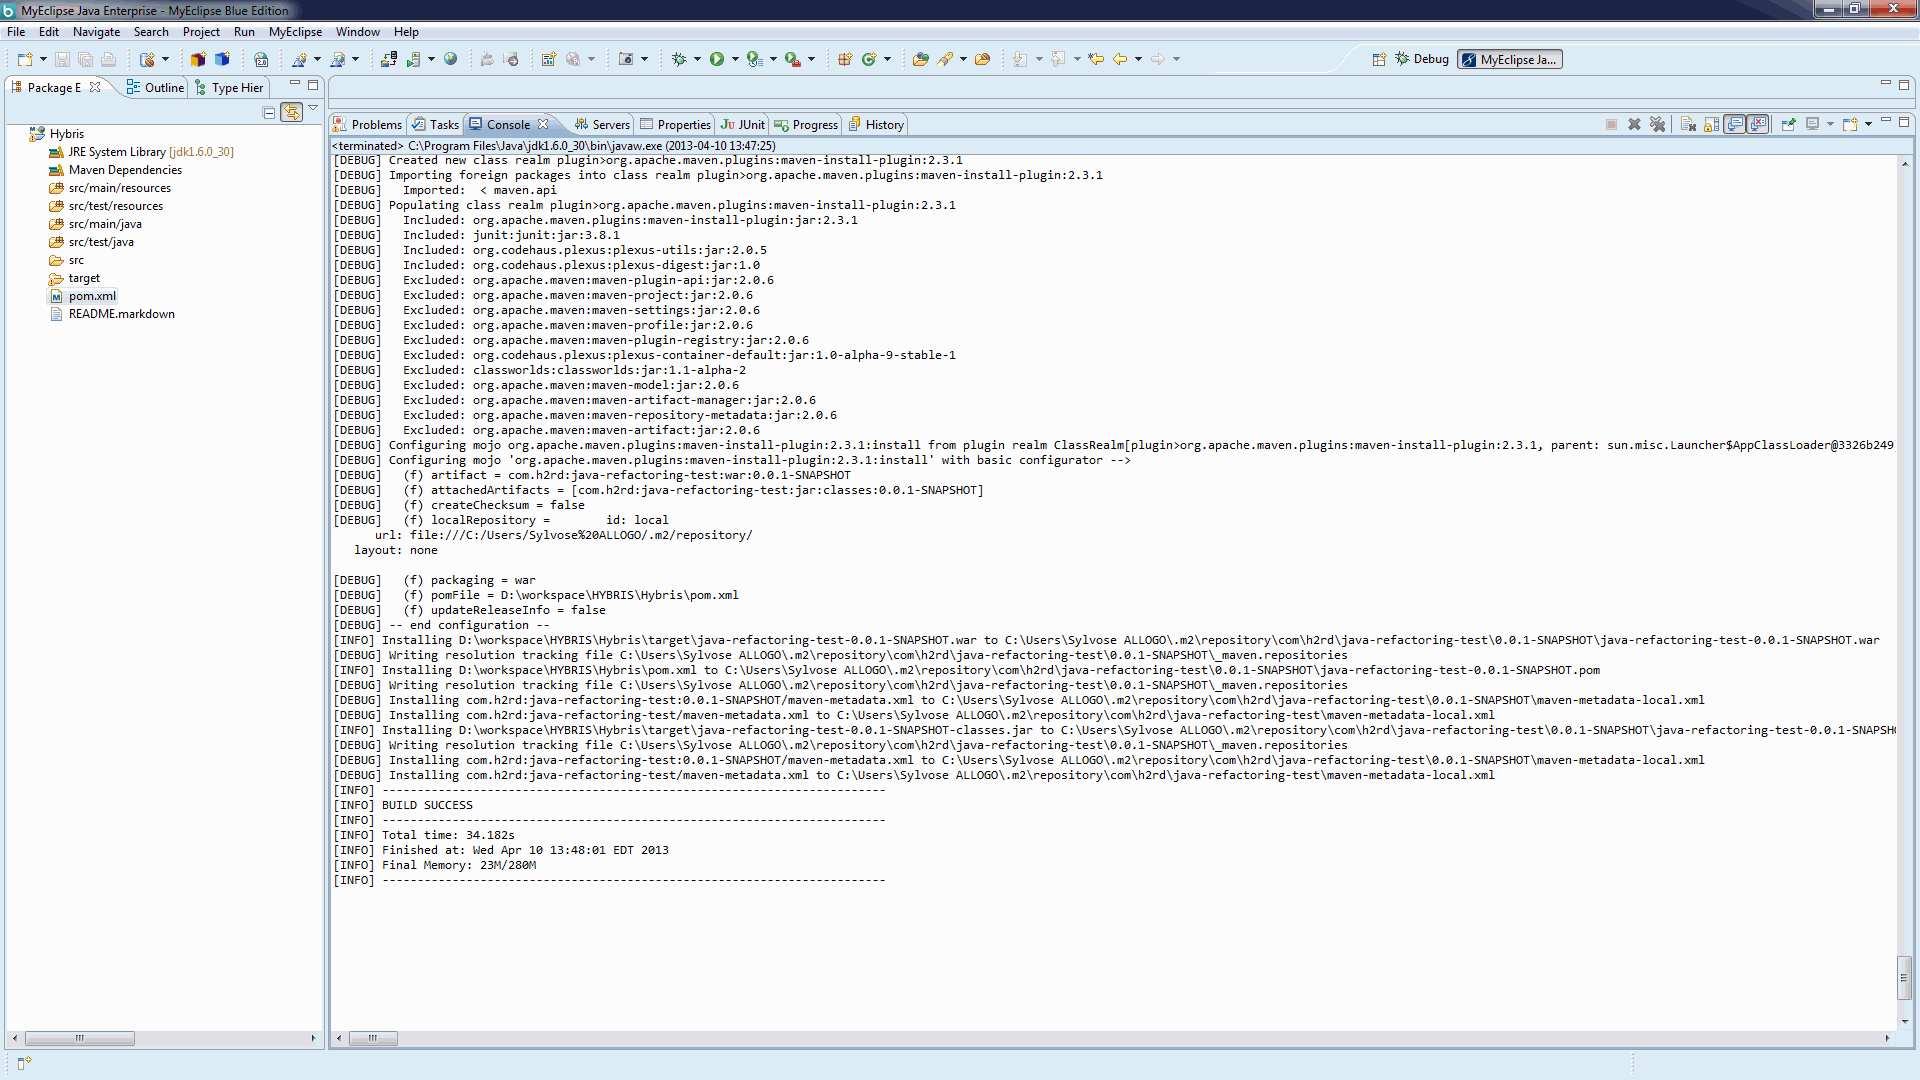 MyEclipse Java Enterprise - MyEclipse Blue Edition
File Edit Navigate Search Project Run MyEclipse Window Help
Debug MyEclipse Ja...
Package E Outline Type Hier
Hybris
JRE System Library [jdk1.6.0_30]
Maven Dependencies
src/main/resources
src/test/resources
src/main/java
src/test/java
src
target
pom.xml
README.markdown
Problems Tasks Console Servers Properties JUnit Progress History
<terminated> C:\Program Files\Java\jdk1.6.0_30\bin\javaw.exe (2013-04-10 13:47:25)
[DEBUG] Created new class realm plugin>org.apache.maven.plugins:maven-install-plugin:2.3.1
[DEBUG] Importing foreign packages into class realm plugin>org.apache.maven.plugins:maven-install-plugin:2.3.1
[DEBUG]   Imported:  < maven.api
[DEBUG] Populating class realm plugin>org.apache.maven.plugins:maven-install-plugin:2.3.1
[DEBUG]   Included: org.apache.maven.plugins:maven-install-plugin:jar:2.3.1
[DEBUG]   Included: junit:junit:jar:3.8.1
[DEBUG]   Included: org.codehaus.plexus:plexus-utils:jar:2.0.5
[DEBUG]   Included: org.codehaus.plexus:plexus-digest:jar:1.0
[DEBUG]   Excluded: org.apache.maven:maven-plugin-api:jar:2.0.6
[DEBUG]   Excluded: org.apache.maven:maven-project:jar:2.0.6
[DEBUG]   Excluded: org.apache.maven:maven-settings:jar:2.0.6
[DEBUG]   Excluded: org.apache.maven:maven-profile:jar:2.0.6
[DEBUG]   Excluded: org.apache.maven:maven-plugin-registry:jar:2.0.6
[DEBUG]   Excluded: org.codehaus.plexus:plexus-container-default:jar:1.0-alpha-9-stable-1
[DEBUG]   Excluded: classworlds:classworlds:jar:1.1-alpha-2
[DEBUG]   Excluded: org.apache.maven:maven-model:jar:2.0.6
[DEBUG]   Excluded: org.apache.maven:maven-artifact-manager:jar:2.0.6
[DEBUG]   Excluded: org.apache.maven:maven-repository-metadata:jar:2.0.6
[DEBUG]   Excluded: org.apache.maven:maven-artifact:jar:2.0.6
[DEBUG] Configuring mojo org.apache.maven.plugins:maven-install-plugin:2.3.1:install from plugin realm ClassRealm[plugin>org.apache.maven.plugins:maven-install-plugin:2.3.1, parent: sun.misc.Launcher$AppClassLoader@3326b249
[DEBUG] Configuring mojo 'org.apache.maven.plugins:maven-install-plugin:2.3.1:install' with basic configurator -->
[DEBUG]   (f) artifact = com.h2rd:java-refactoring-test:war:0.0.1-SNAPSHOT
[DEBUG]   (f) attachedArtifacts = [com.h2rd:java-refactoring-test:jar:classes:0.0.1-SNAPSHOT]
[DEBUG]   (f) createChecksum = false
[DEBUG]   (f) localRepository =        id: local
url: file:///C:/Users/Sylvose%20ALLOGO/.m2/repository/
layout: none
[DEBUG]   (f) packaging = war
[DEBUG]   (f) pomFile = D:\workspace\HYBRIS\Hybris\pom.xml
[DEBUG]   (f) updateReleaseInfo = false
[DEBUG] -- end configuration --
[INFO] Installing D:\workspace\HYBRIS\Hybris\target\java-refactoring-test-0.0.1-SNAPSHOT.war to C:\Users\Sylvose ALLOGO\.m2\repository\com\h2rd\java-refactoring-test\0.0.1-SNAPSHOT\java-refactoring-test-0.0.1-SNAPSHOT.war
[DEBUG] Writing resolution tracking file C:\Users\Sylvose ALLOGO\.m2\repository\com\h2rd\java-refactoring-test\0.0.1-SNAPSHOT\_maven.repositories
[INFO] Installing D:\workspace\HYBRIS\Hybris\pom.xml to C:\Users\Sylvose ALLOGO\.m2\repository\com\h2rd\java-refactoring-test\0.0.1-SNAPSHOT\java-refactoring-test-0.0.1-SNAPSHOT.pom
[DEBUG] Writing resolution tracking file C:\Users\Sylvose ALLOGO\.m2\repository\com\h2rd\java-refactoring-test\0.0.1-SNAPSHOT\_maven.repositories
[DEBUG] Installing com.h2rd:java-refactoring-test:0.0.1-SNAPSHOT/maven-metadata.xml to C:\Users\Sylvose ALLOGO\.m2\repository\com\h2rd\java-refactoring-test\0.0.1-SNAPSHOT\maven-metadata-local.xml
[DEBUG] Installing com.h2rd:java-refactoring-test/maven-metadata.xml to C:\Users\Sylvose ALLOGO\.m2\repository\com\h2rd\java-refactoring-test\maven-metadata-local.xml
[INFO] Installing D:\workspace\HYBRIS\Hybris\target\java-refactoring-test-0.0.1-SNAPSHOT-classes.jar to C:\Users\Sylvose ALLOGO\.m2\repository\com\h2rd\java-refactoring-test\0.0.1-SNAPSHOT\java-refactoring-test-0.0.1-SNAPSH
[DEBUG] Writing resolution tracking file C:\Users\Sylvose ALLOGO\.m2\repository\com\h2rd\java-refactoring-test\0.0.1-SNAPSHOT\_maven.repositories
[DEBUG] Installing com.h2rd:java-refactoring-test:0.0.1-SNAPSHOT/maven-metadata.xml to C:\Users\Sylvose ALLOGO\.m2\repository\com\h2rd\java-refactoring-test\0.0.1-SNAPSHOT\maven-metadata-local.xml
[DEBUG] Installing com.h2rd:java-refactoring-test/maven-metadata.xml to C:\Users\Sylvose ALLOGO\.m2\repository\com\h2rd\java-refactoring-test\maven-metadata-local.xml
[INFO] ------------------------------------------------------------------------
[INFO] BUILD SUCCESS
[INFO] ------------------------------------------------------------------------
[INFO] Total time: 34.182s
[INFO] Finished at: Wed Apr 10 13:48:01 EDT 2013
[INFO] Final Memory: 23M/280M
[INFO] ------------------------------------------------------------------------